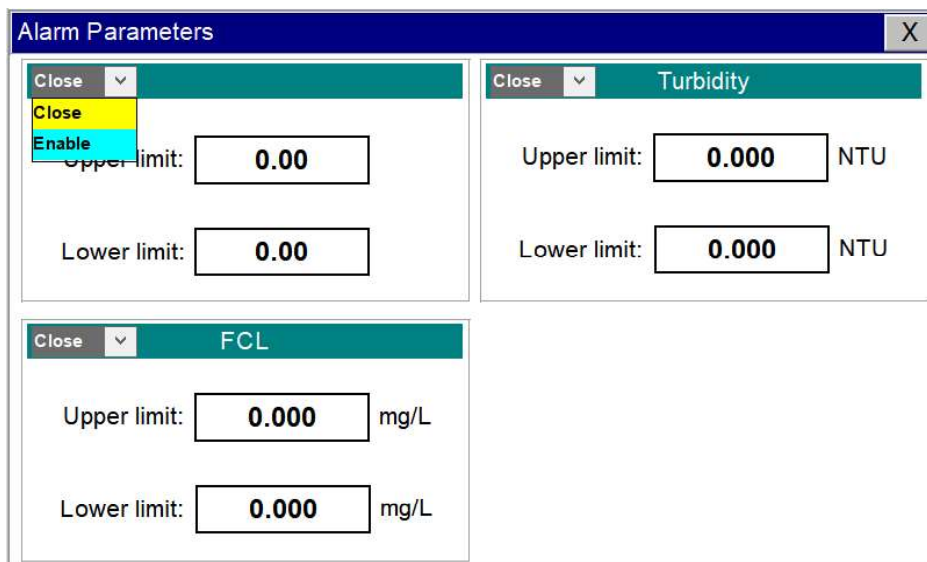 Alarm Parameters X
Close
Close
Enable
Upper limit: 0.00
Lower limit: 0.00
Close Turbidity
Upper limit: 0.000 NTU
Lower limit: 0.000 NTU
Close FCL
Upper limit: 0.000 mg/L
Lower limit: 0.000 mg/L